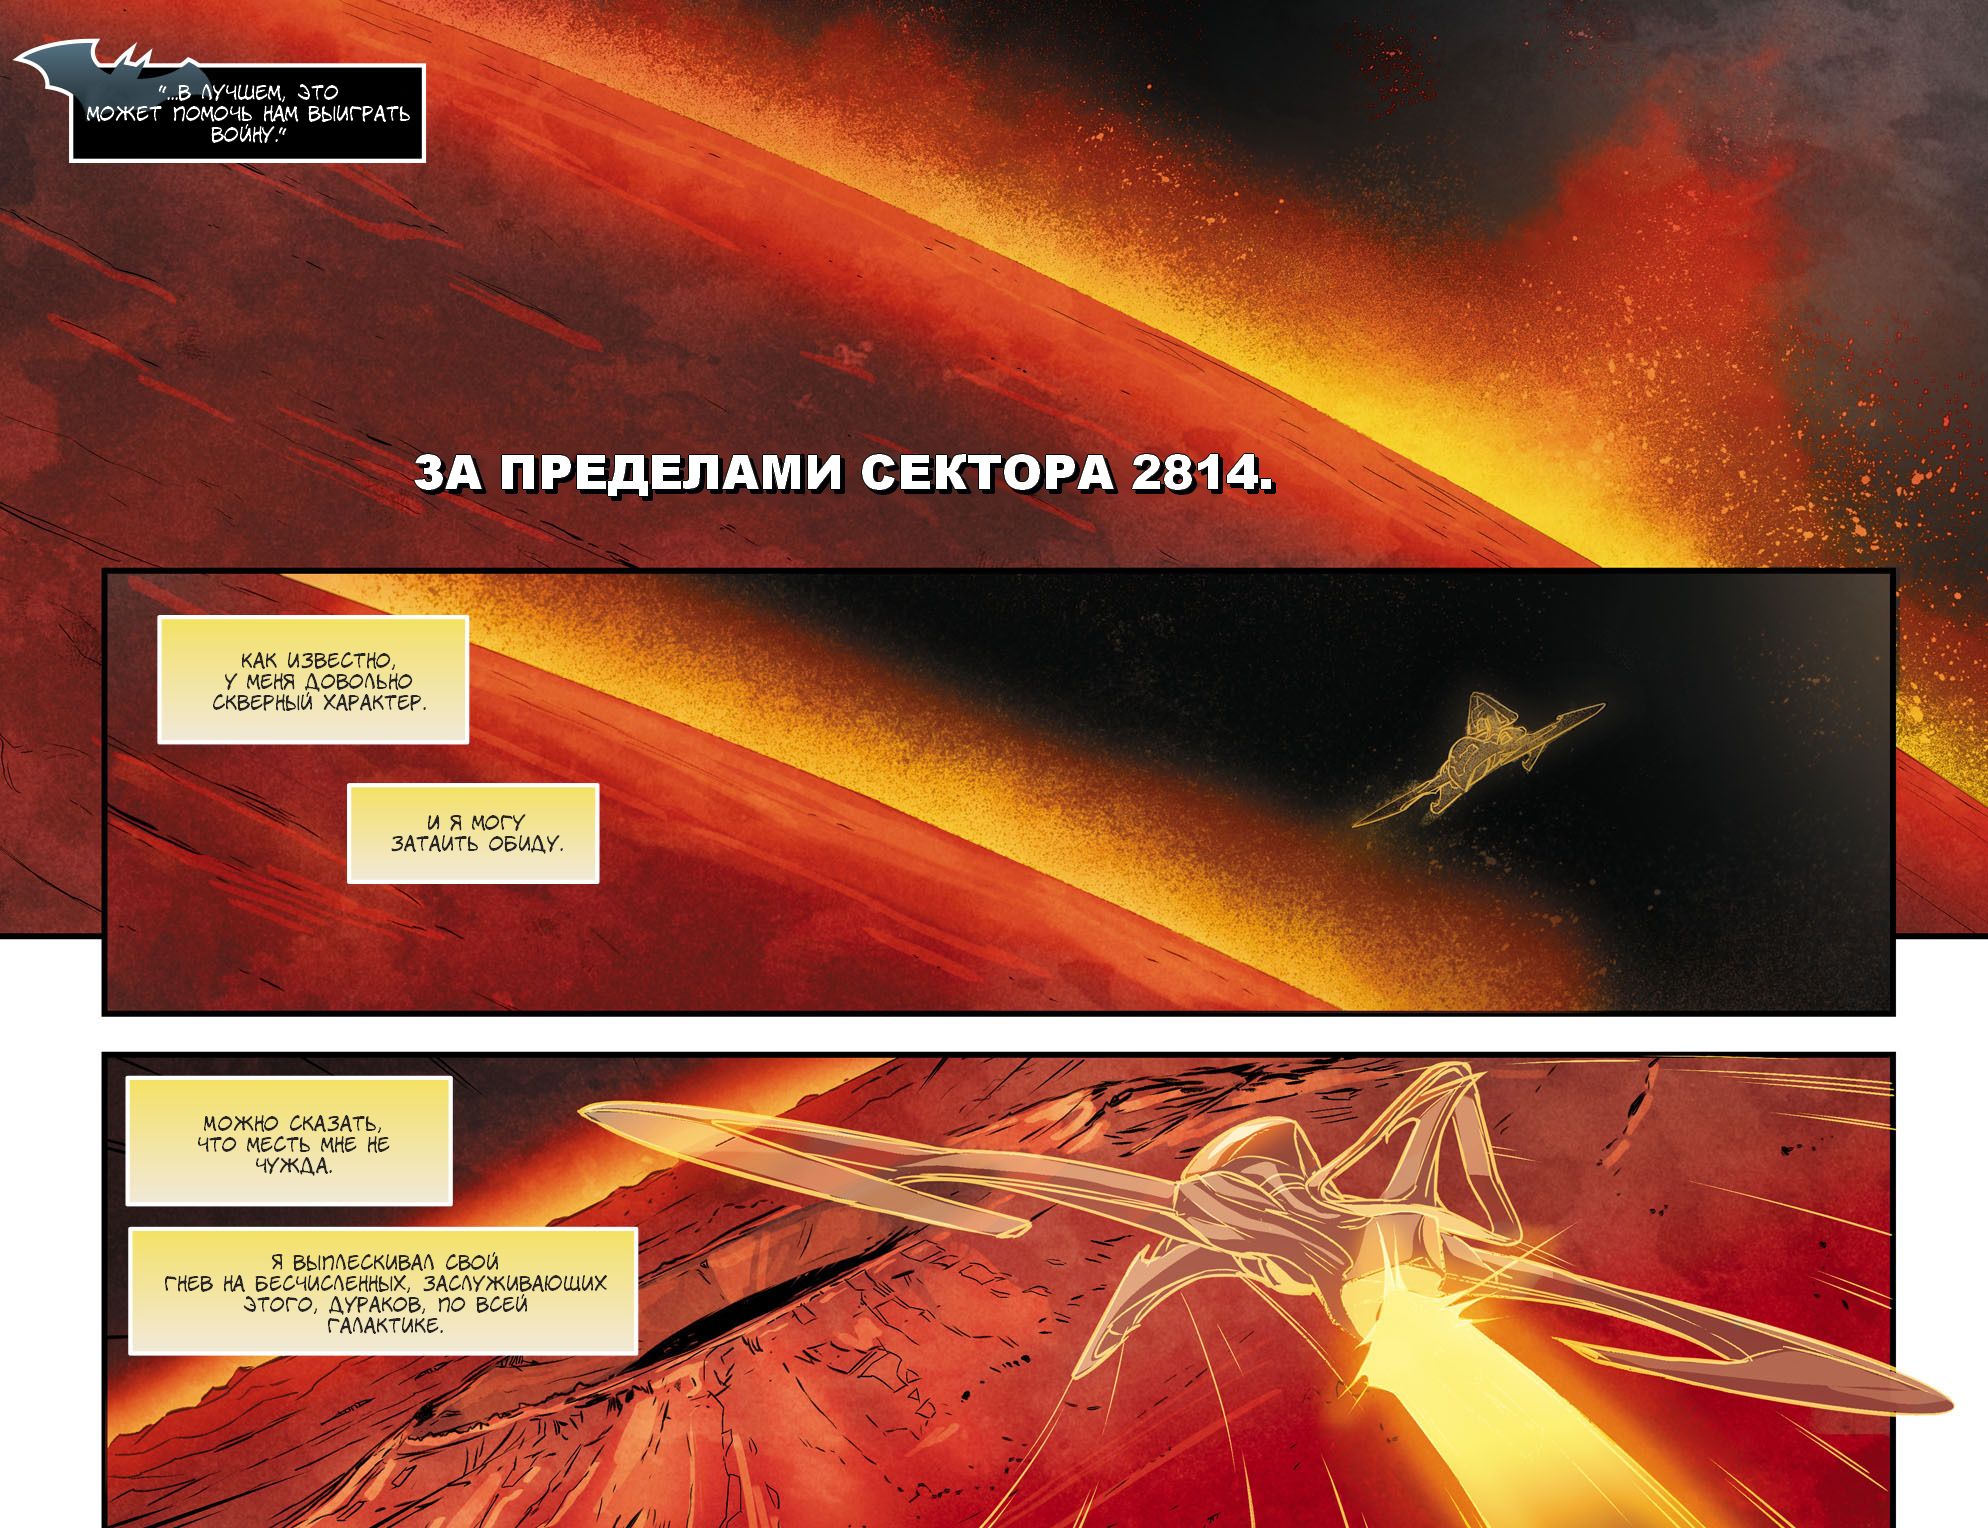 "...В ЛУЧШЕМ, ЭТО
МОЖЕТ ПОМОЧЬ НАМ ВЫИГРАТЬ
ВОЙНУ."
ЗА ПРЕДЕЛАМИ СЕКТОРА 2814.
КАК ИЗВЕСТНО,
У МЕНЯ ДОВОЛЬНО
СКВЕРНЫЙ ХАРАКТЕР.
И Я МОГУ
ЗАТАИТЬ ОБИДУ.
МОЖНО СКАЗАТЬ,
ЧТО МЕСТЬ МНЕ НЕ
ЧУЖДА.
Я ВЫПЛЕСКИВАЛ СВОЙ
ГНЕВ НА БЕСЧИСЛЕННЫХ, ЗАСЛУЖИВАЮЩИХ
ЭТОГО, ДУРАКОВ, ПО ВСЕЙ
ГАЛАКТИКЕ.